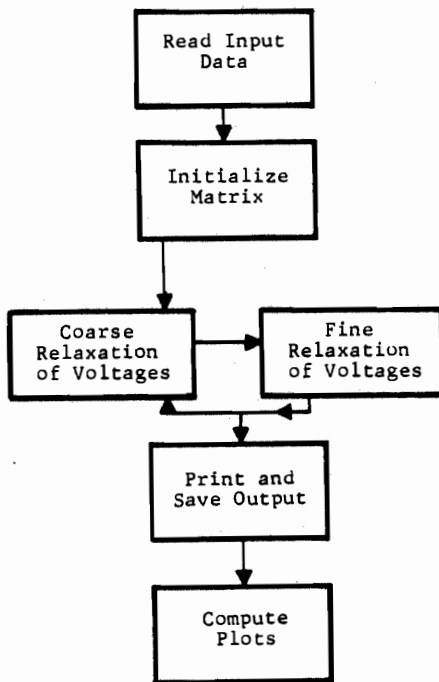 Read Input
Data
Initialize
Matrix
Coarse
Relaxation
of Voltages
Fine
Relaxation
of Voltages
Print and
Save Output
Compute
Plots